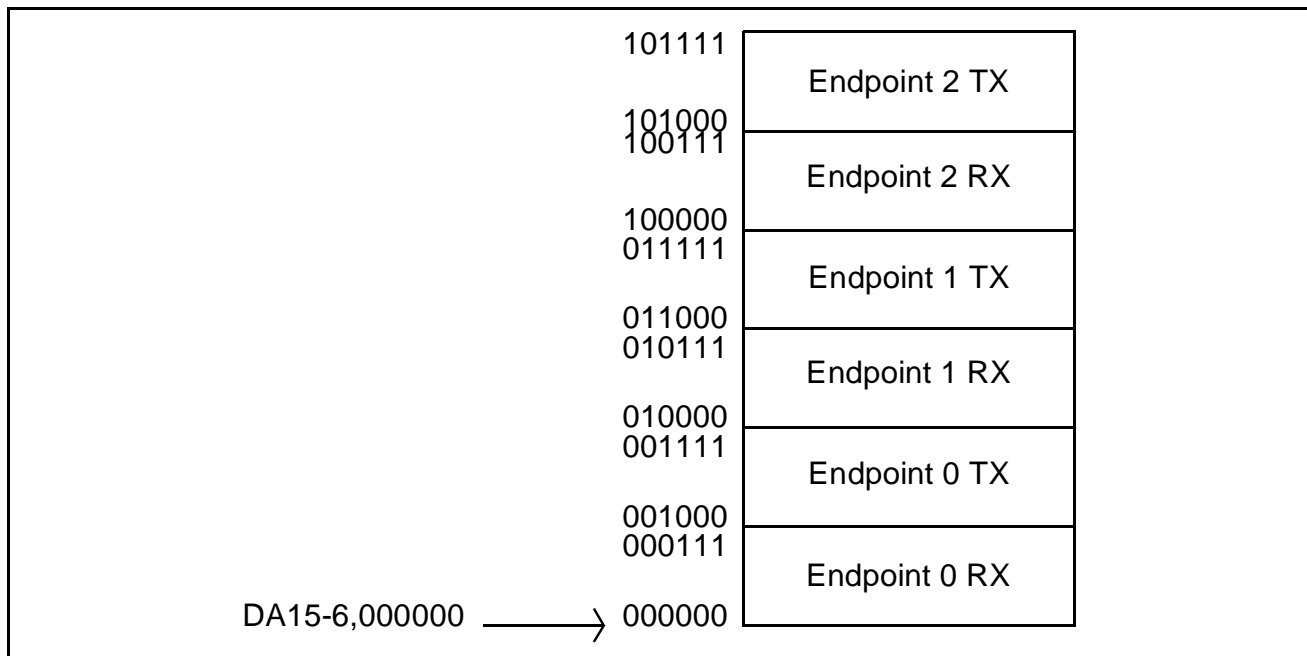 101111
Endpoint 2 TX
101000
100111
Endpoint 2 RX
100000
011111
Endpoint 1 TX
011000
010111
Endpoint 1 RX
010000
001111
Endpoint 0 TX
001000
000111
Endpoint 0 RX
DA15-6,000000 000000